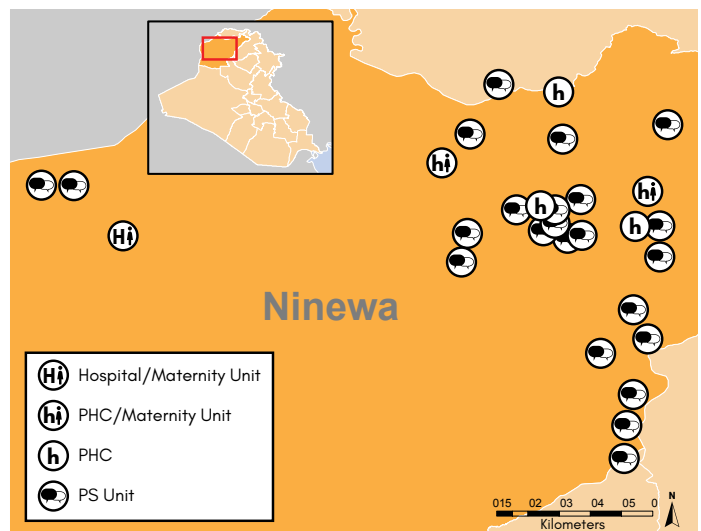 h
h
h
h
h
H
Ninewa
H Hospital/Maternity Unit
h PHC/Maternity Unit
h PHC
PS Unit
015 02 03 04 05 0
Kilometers
N